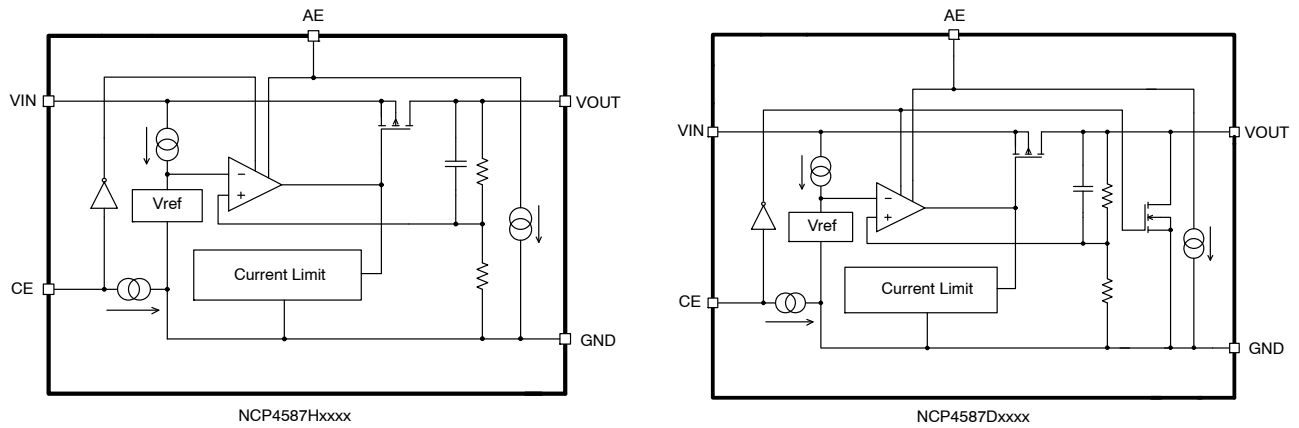 AE
VIN
VOUT
−
+
Vref
Current Limit
CE
GND
NCP4587Hxxxx
AE
VIN
VOUT
−
+
Vref
Current Limit
CE
GND
NCP4587Dxxxx